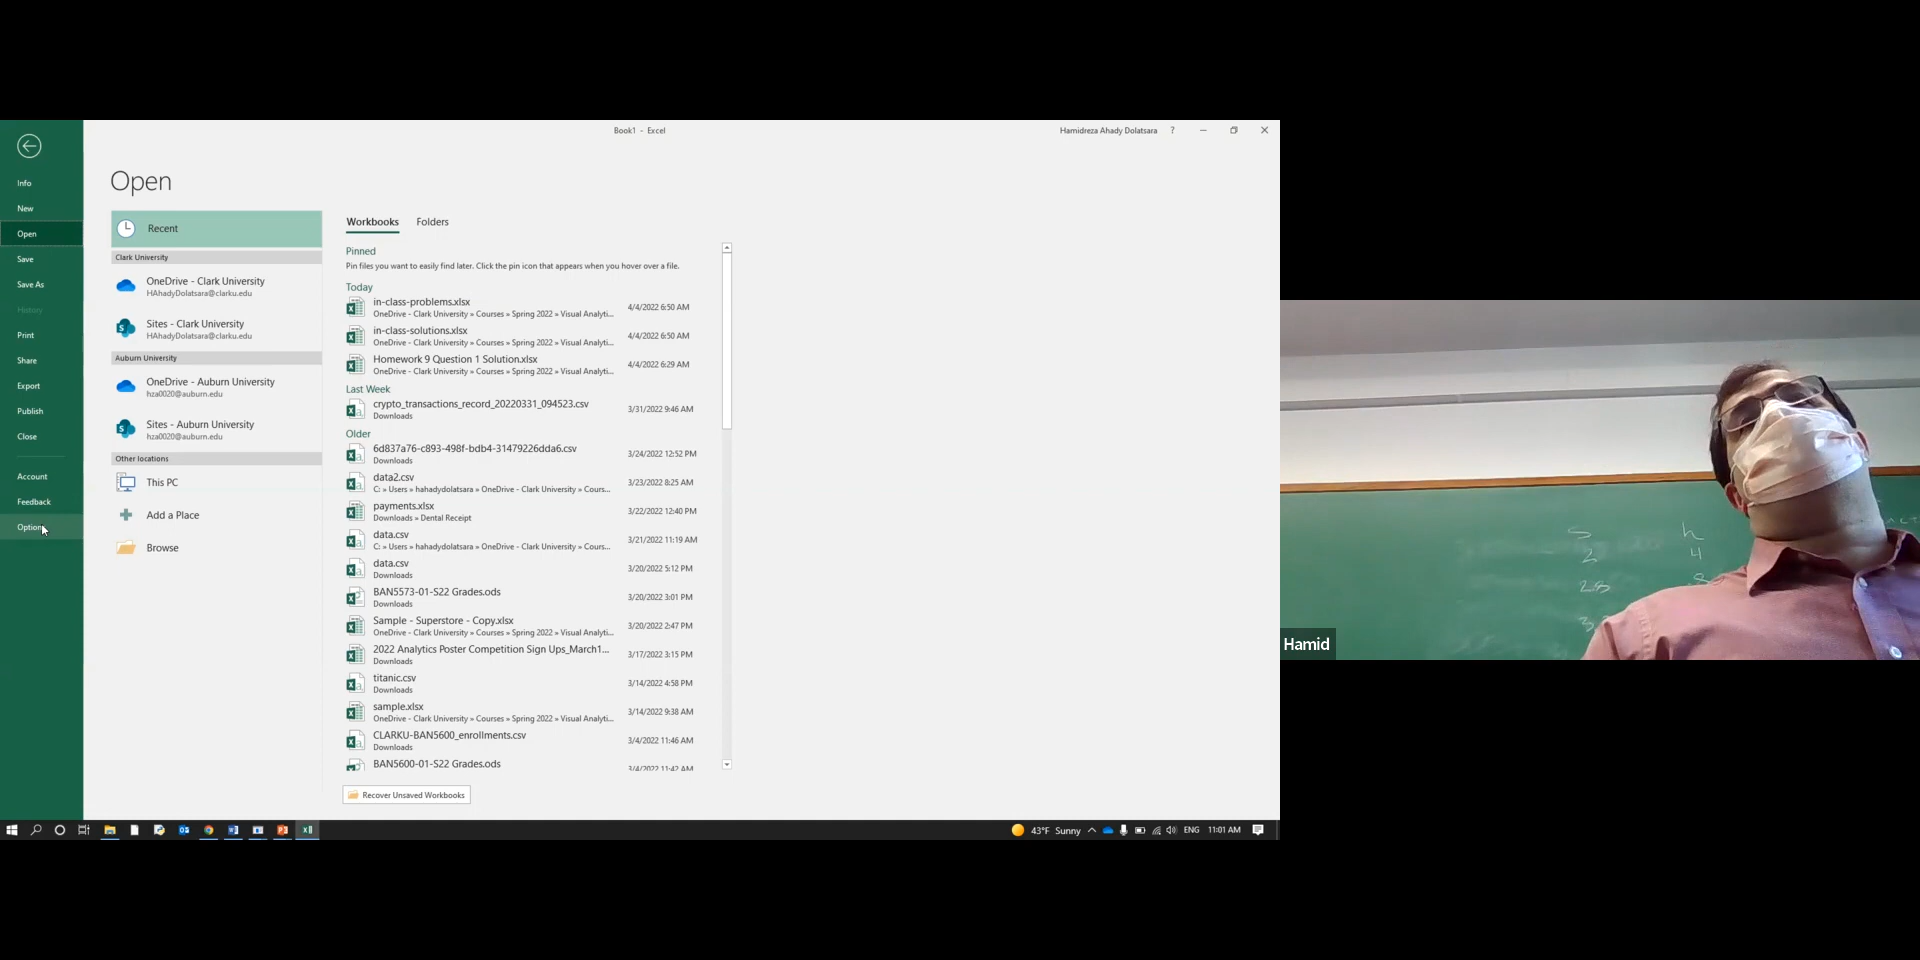 Book1 - Excel
Hamidreza Ahady Dolatsara
?
Info
New
Open
Save
Save As
History
Print
Share
Export
Publish
Close
Account
Feedback
Options
Open
Recent
Clark University
OneDrive - Clark University
HAhadyDolatsara@clarku.edu
Sites - Clark University
HAhadyDolatsara@clarku.edu
Auburn University
OneDrive - Auburn University
hza0020@auburn.edu
Sites - Auburn University
hza0020@auburn.edu
Other locations
This PC
Add a Place
Browse
Workbooks Folders
Pinned
Pin files you want to easily find later. Click the pin icon that appears when you hover over a file.
Today
in-class-problems.xlsx
OneDrive - Clark University » Courses » Spring 2022 » Visual Analyti... 4/4/2022 6:50 AM
in-class-solutions.xlsx
OneDrive - Clark University » Courses » Spring 2022 » Visual Analyti... 4/4/2022 6:50 AM
Homework 9 Question 1 Solution.xlsx
OneDrive - Clark University » Courses » Spring 2022 » Visual Analyti... 4/4/2022 6:29 AM
Last Week
crypto_transactions_record_20220331_094523.csv
Downloads 3/31/2022 9:46 AM
Older
6d837a76-c893-498f-bdb4-31479226dda6.csv
Downloads 3/24/2022 12:52 PM
data2.csv
C: » Users » hahadydolatsara » OneDrive - Clark University » Cours... 3/23/2022 8:25 AM
payments.xlsx
Downloads » Dental Receipt 3/22/2022 12:40 PM
data.csv
C: » Users » hahadydolatsara » OneDrive - Clark University » Cours... 3/21/2022 11:19 AM
data.csv
Downloads 3/20/2022 5:12 PM
BAN5573-01-S22 Grades.ods
Downloads 3/20/2022 3:01 PM
Sample - Superstore - Copy.xlsx
OneDrive - Clark University » Courses » Spring 2022 » Visual Analyti... 3/20/2022 2:47 PM
2022 Analytics Poster Competition Sign Ups_March1...
Downloads 3/17/2022 3:15 PM
titanic.csv
Downloads 3/14/2022 4:58 PM
sample.xlsx
OneDrive - Clark University » Courses » Spring 2022 » Visual Analyti... 3/14/2022 9:38 AM
CLARKU-BAN5600_enrollments.csv
Downloads 3/4/2022 11:46 AM
BAN5600-01-S22 Grades.ods 3/4/2022 11:42 AM
Recover Unsaved Workbooks
43°F Sunny ENG 11:01 AM
S h
2 4
28 8
3
Hamid